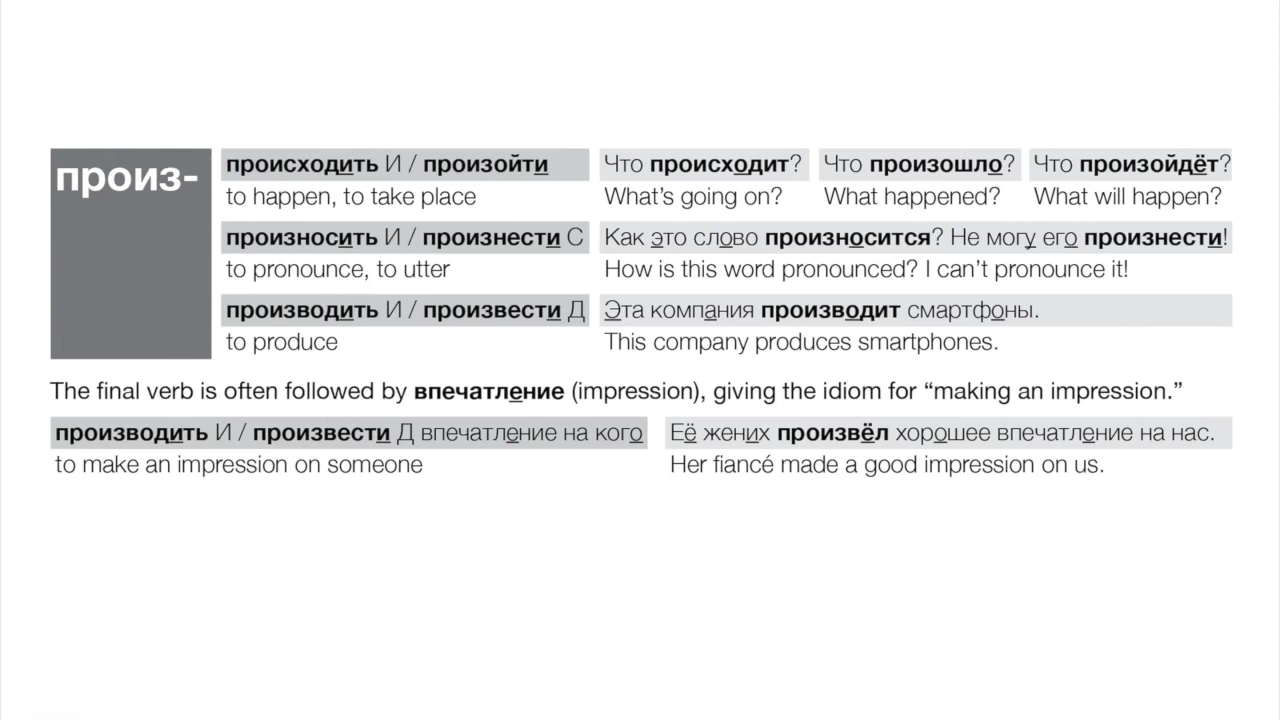 произ-
происходить И / произойти
Что происходит? Что произошло? Что произойдёт?
to happen, to take place
What's going on? What happened? What will happen?
произносить И / произнести С
Как это слово произносится? Не могу его произнести!
to pronounce, to utter
How is this word pronounced? I can't pronounce it!
производить И / произвести Д
Эта компания производит смартфоны.
to produce
This company produces smartphones.
The final verb is often followed by впечатление (impression), giving the idiom for “making an impression.”
производить И / произвести Д впечатление на кого
Её жених произвёл хорошее впечатление на нас.
to make an impression on someone
Her fiancé made a good impression on us.